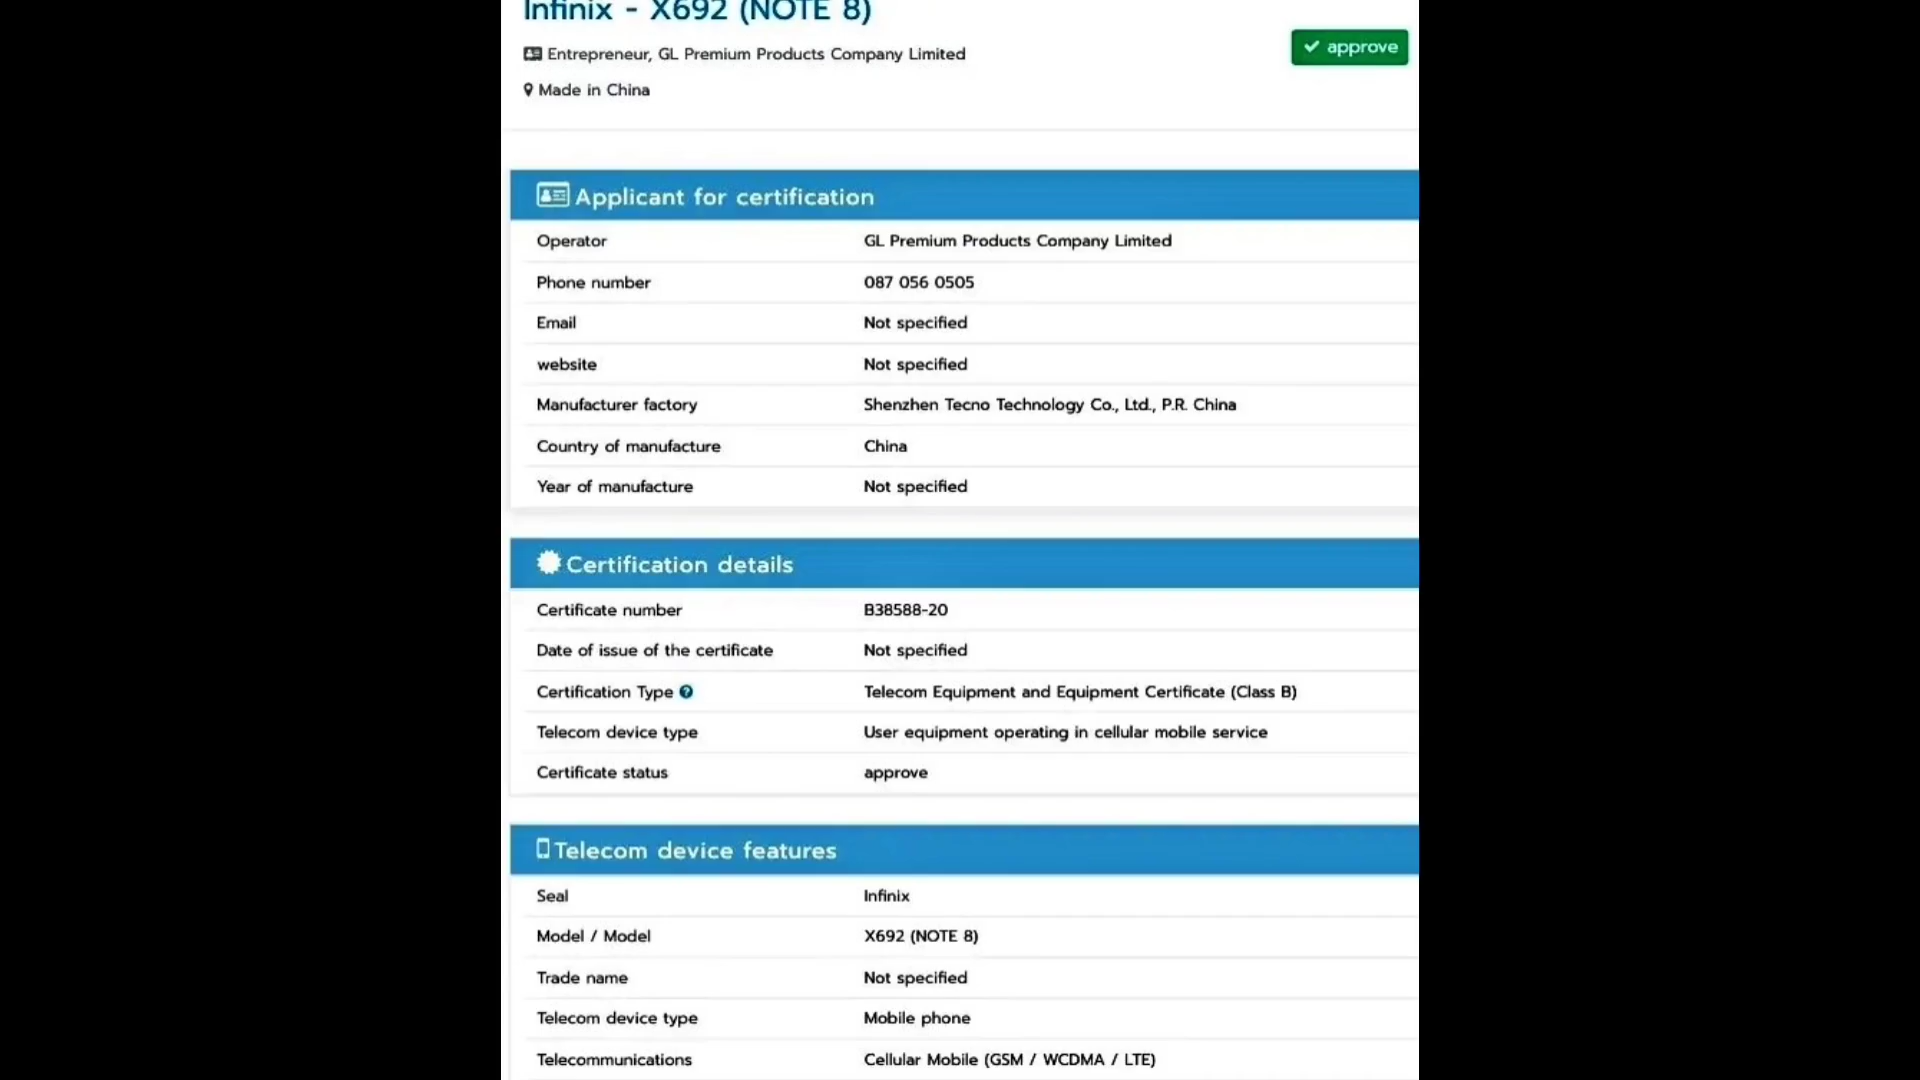 Infinix - X692 (NOTE 8)
Entrepreneur, GL Premium Products Company Limited
approve
Made in China
Applicant for certification
Operator GL Premium Products Company Limited
Phone number 087 056 0505
Email Not specified
website Not specified
Manufacturer factory Shenzhen Tecno Technology Co., Ltd., P.R. China
Country of manufacture China
Year of manufacture Not specified
Certification details
Certificate number B38588-20
Date of issue of the certificate Not specified
Certification Type Telecom Equipment and Equipment Certificate (Class B)
Telecom device type User equipment operating in cellular mobile service
Certificate status approve
Telecom device features
Seal Infinix
Model / Model X692 (NOTE 8)
Trade name Not specified
Telecom device type Mobile phone
Telecommunications Cellular Mobile (GSM / WCDMA / LTE)